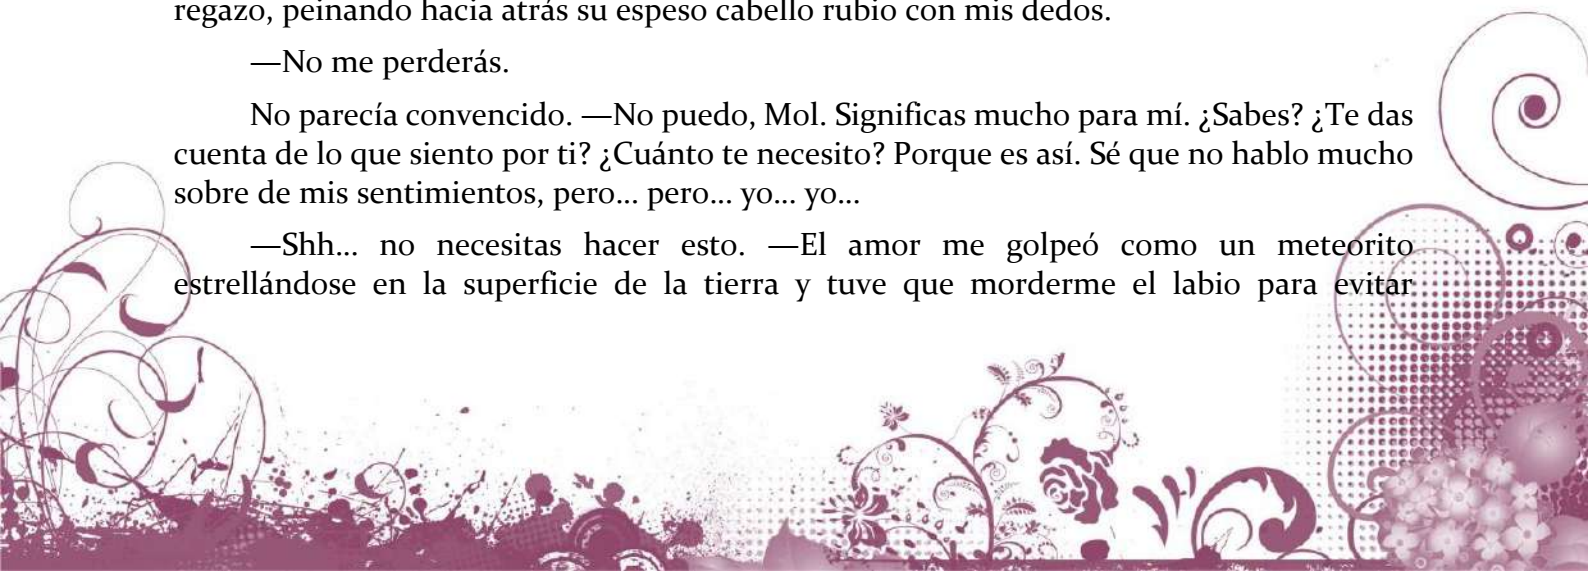 regazo, peinando hacia atrás su espeso cabello rubio con mis dedos.
—No me perderás.
No parecía convencido. —No puedo, Mol. Significas mucho para mí. ¿Sabes? ¿Te das
cuenta de lo que siento por ti? ¿Cuánto te necesito? Porque es así. Sé que no hablo mucho
sobre de mis sentimientos, pero... pero... yo... yo...
—Shh... no necesitas hacer esto. —El amor me golpeó como un meteorito
estrellándose en la superficie de la tierra y tuve que morderme el labio para evitar